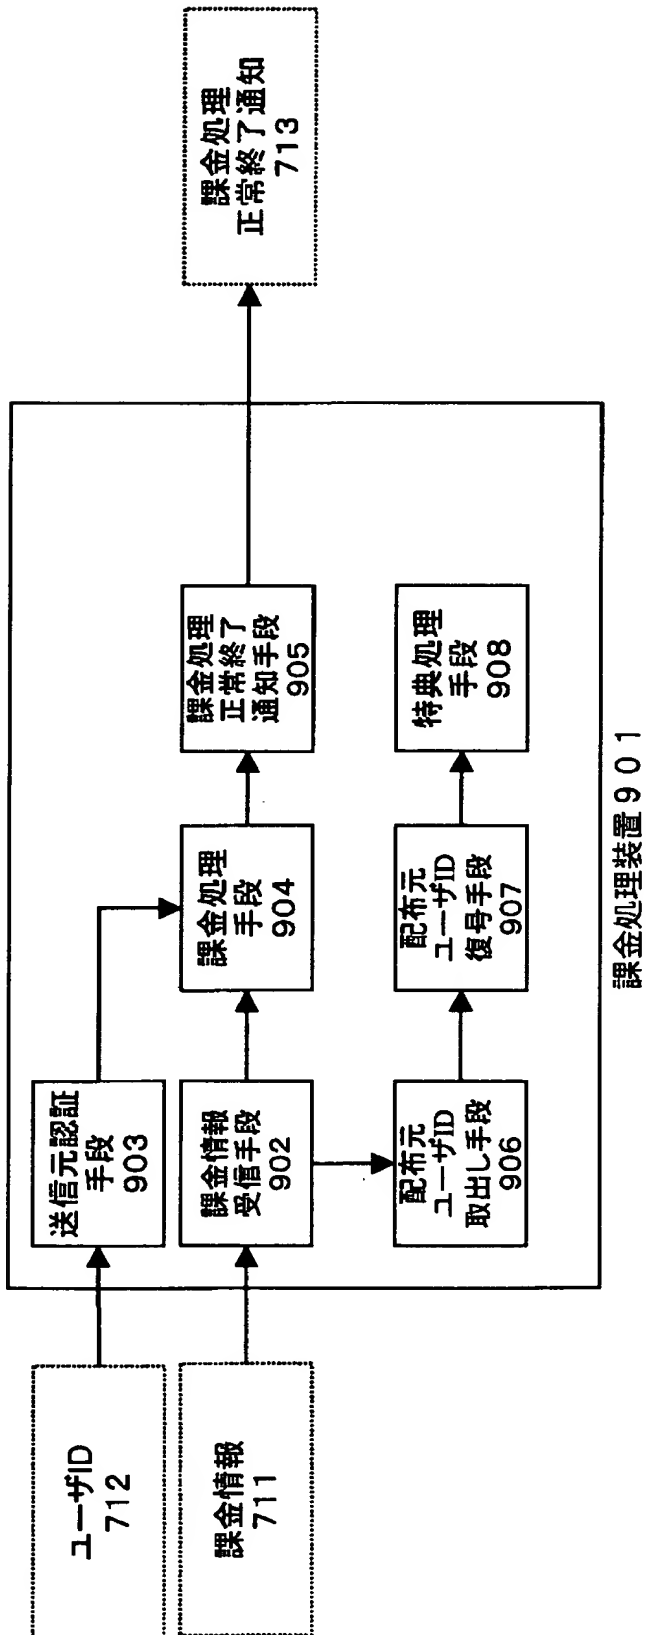 ユーザID
712
課金情報
711
送信元認証
手段
903
課金情報
受信手段
902
課金処理
手段
904
課金処理
正常終了
通知手段
905
課金処理
正常終了通知
713
配布元
ユーザID
取出し手段
906
配布元
ユーザID
復号手段
907
特典処理
手段
908
課金処理装置９０１